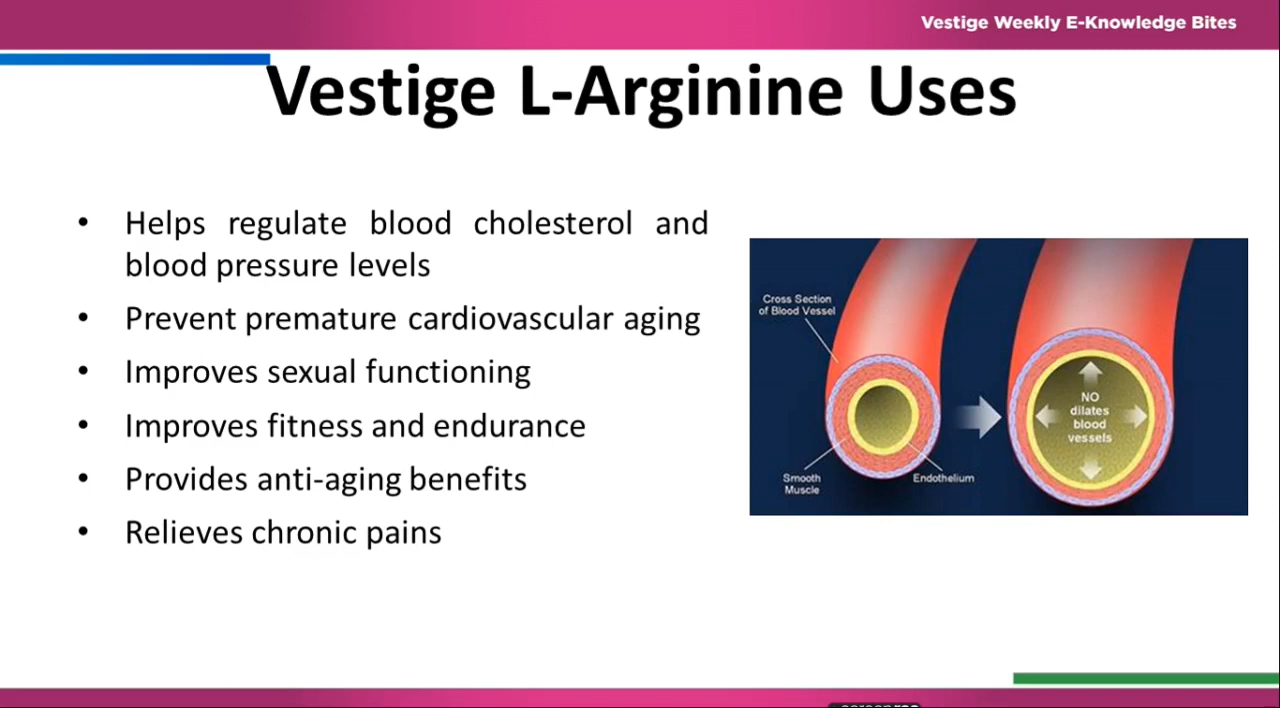 Vestige Weekly E-Knowledge Bites
Vestige L-Arginine Uses
• Helps regulate blood cholesterol and
blood pressure levels
• Prevent premature cardiovascular aging
• Improves sexual functioning
• Improves fitness and endurance
• Provides anti-aging benefits
• Relieves chronic pains
Cross Section
of Blood Vessel
Smooth
Muscle
Endothelium
NO
dilates
blood
vessels